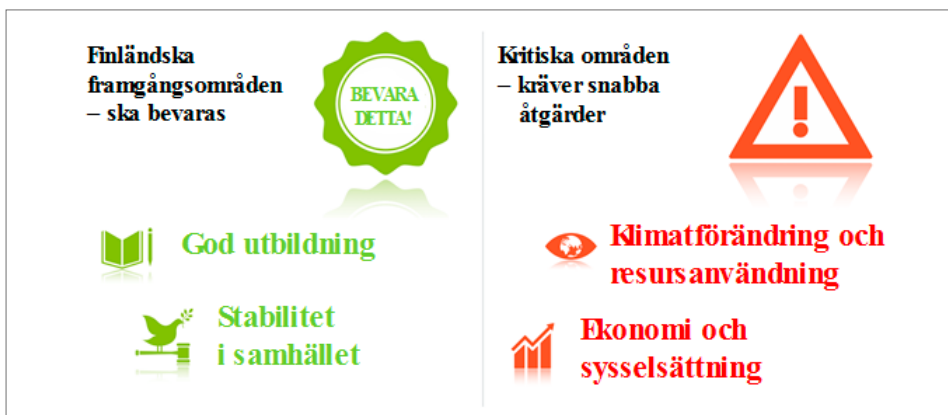 Finländska
framgångsområden
– ska bevaras
BEVARA
DETTA!
God utbildning
Stabilitet
i samhället
Kritiska områden
– kräver snabba
åtgärder
Klimatförändring och
resursanvändning
Ekonomi och
sysselsättning